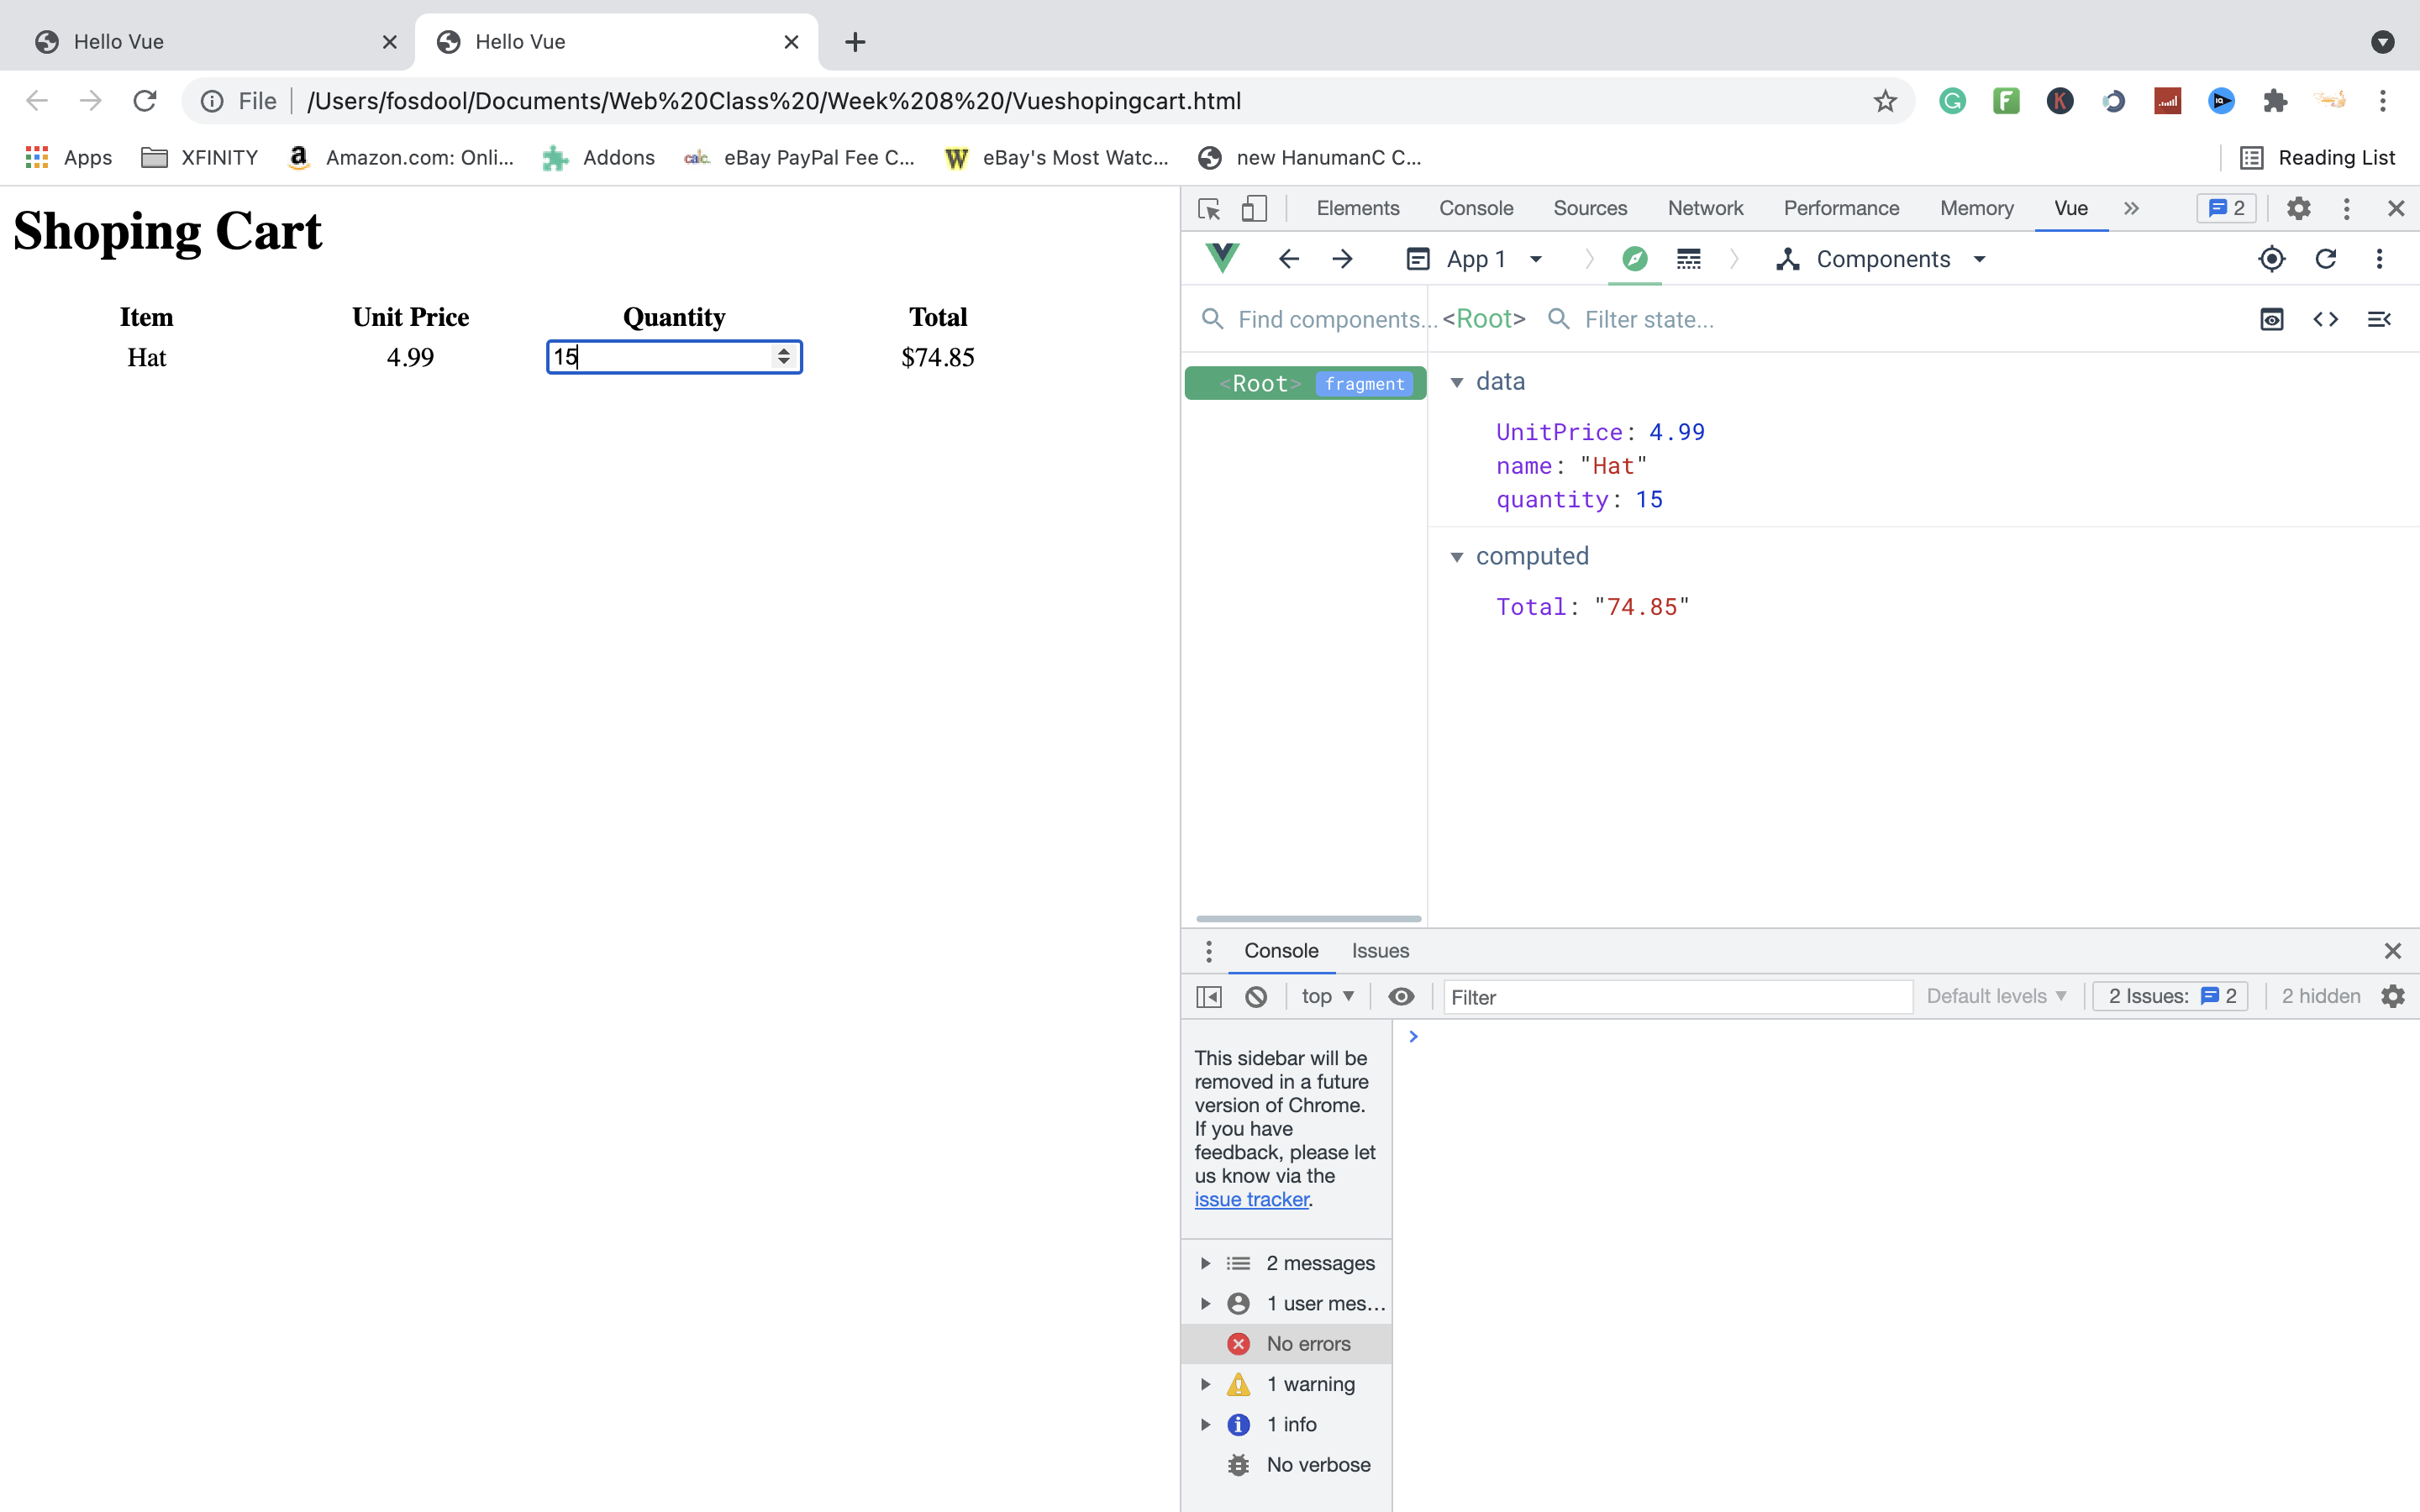 Hello Vue
Hello Vue
File /Users/fosdool/Documents/Web%20Class%20/Week%208%20/Vueshopingcart.html
Apps XFINITY Amazon.com: Onli... Addons eBay PayPal Fee C... eBay's Most Watc... new HanumanC C... Reading List
Shoping Cart
Item Unit Price Quantity Total
Hat 4.99 15 $74.85
Elements Console Sources Network Performance Memory Vue 2
App 1 Components
Find components... <Root> Filter state...
<Root> fragment
data
UnitPrice: 4.99
name: "Hat"
quantity: 15
computed
Total: "74.85"
Console Issues
top Filter Default levels 2 Issues: 2 2 hidden
This sidebar will be
removed in a future
version of Chrome.
If you have
feedback, please let
us know via the
issue tracker.
2 messages
1 user mes...
No errors
1 warning
1 info
No verbose